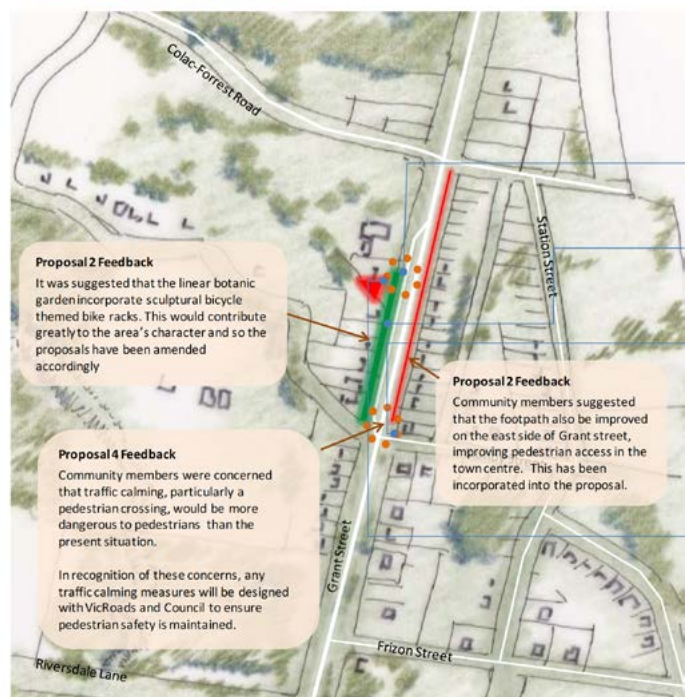 Colac-Forrest Road
Station Street
Proposal 2 Feedback
It was suggested that the linear botanic
garden incorporate sculptural bicycle
themed bike racks. This would contribute
greatly to the area's character and so the
proposals have been amended
accordingly
Proposal 2 Feedback
Community members suggested
that the footpath also be improved
on the east side of Grant street,
improving pedestrian access in the
town centre. This has been
incorporated into the proposal.
Proposal 4 Feedback
Community members were concerned
that traffic calming, particularly a
pedestrian crossing, would be more
dangerous to pedestrians than the
present situation.
In recognition of these concerns, any
traffic calming measures will be designed
with VicRoads and Council to ensure
pedestrian safety is maintained.
Grant Street
Frizon Street
Riversdale Lane